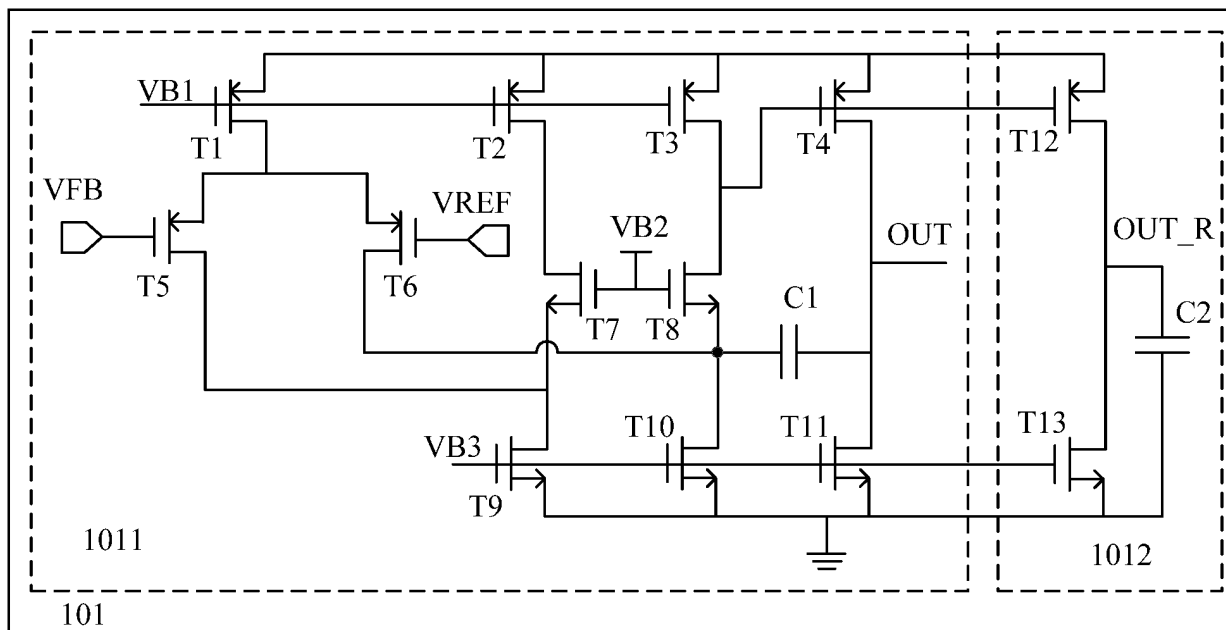 VB1
T1
T2
T3
T4
T12
VFB
VREF
VB2
OUT
OUT_R
T5
T6
T7
T8
C1
C2
VB3
T10
T11
T13
T9
1011
1012
101